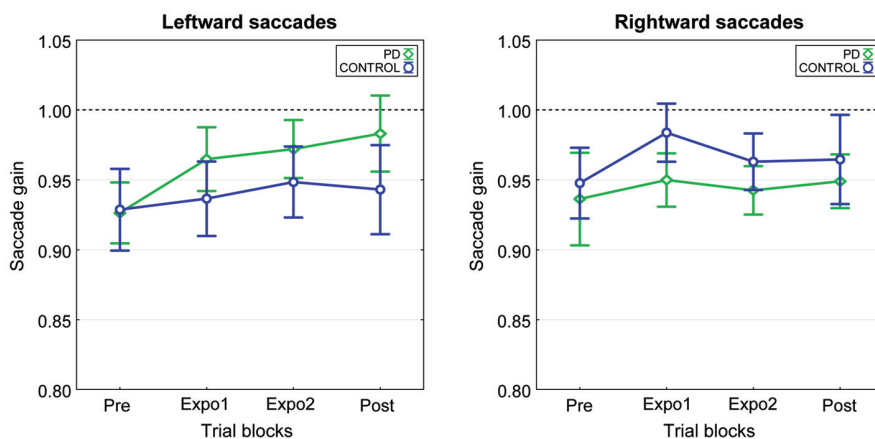 Leftward saccades
1.05
1.00
0.95
0.90
0.85
0.80
Saccade gain
PD
CONTROL
Pre
Expo1
Expo2
Post
Trial blocks
Rightward saccades
1.05
1.00
0.95
0.90
0.85
0.80
Saccade gain
PD
CONTROL
Pre
Expo1
Expo2
Post
Trial blocks